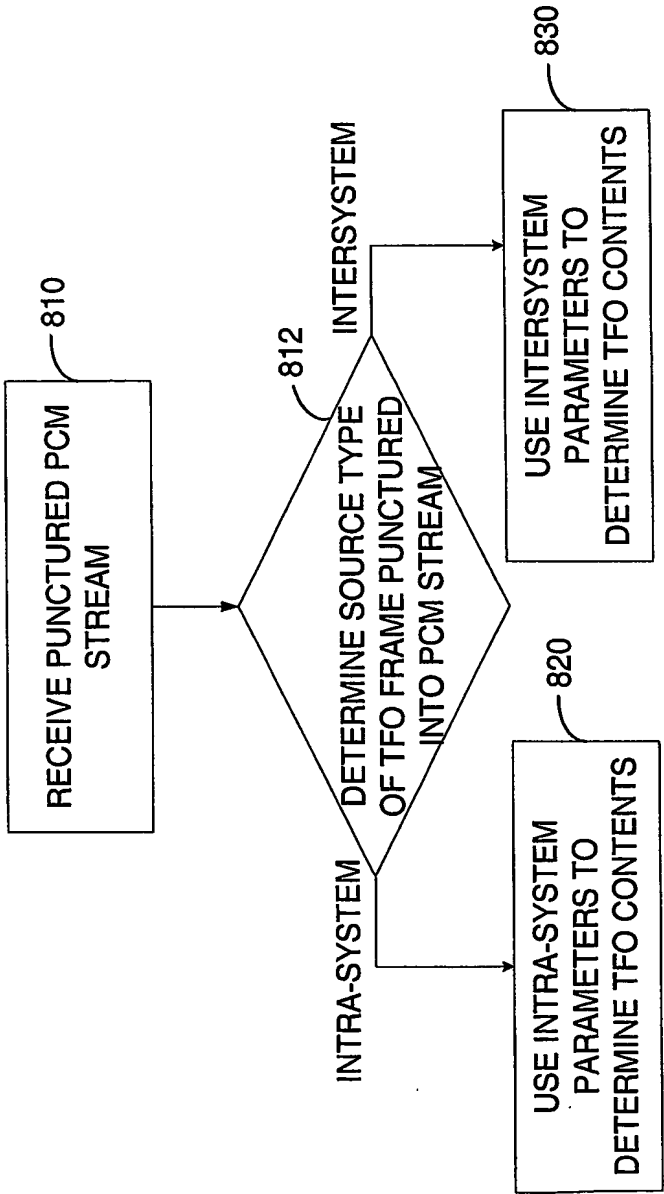 810
RECEIVE PUNCTURED PCM
STREAM
812
DETERMINE SOURCE TYPE
OF TFO FRAME PUNCTURED
INTO PCM STREAM
INTRA-SYSTEM
INTERSYSTEM
820
USE INTRA-SYSTEM
PARAMETERS TO
DETERMINE TFO CONTENTS
830
USE INTERSYSTEM
PARAMETERS TO
DETERMINE TFO CONTENTS